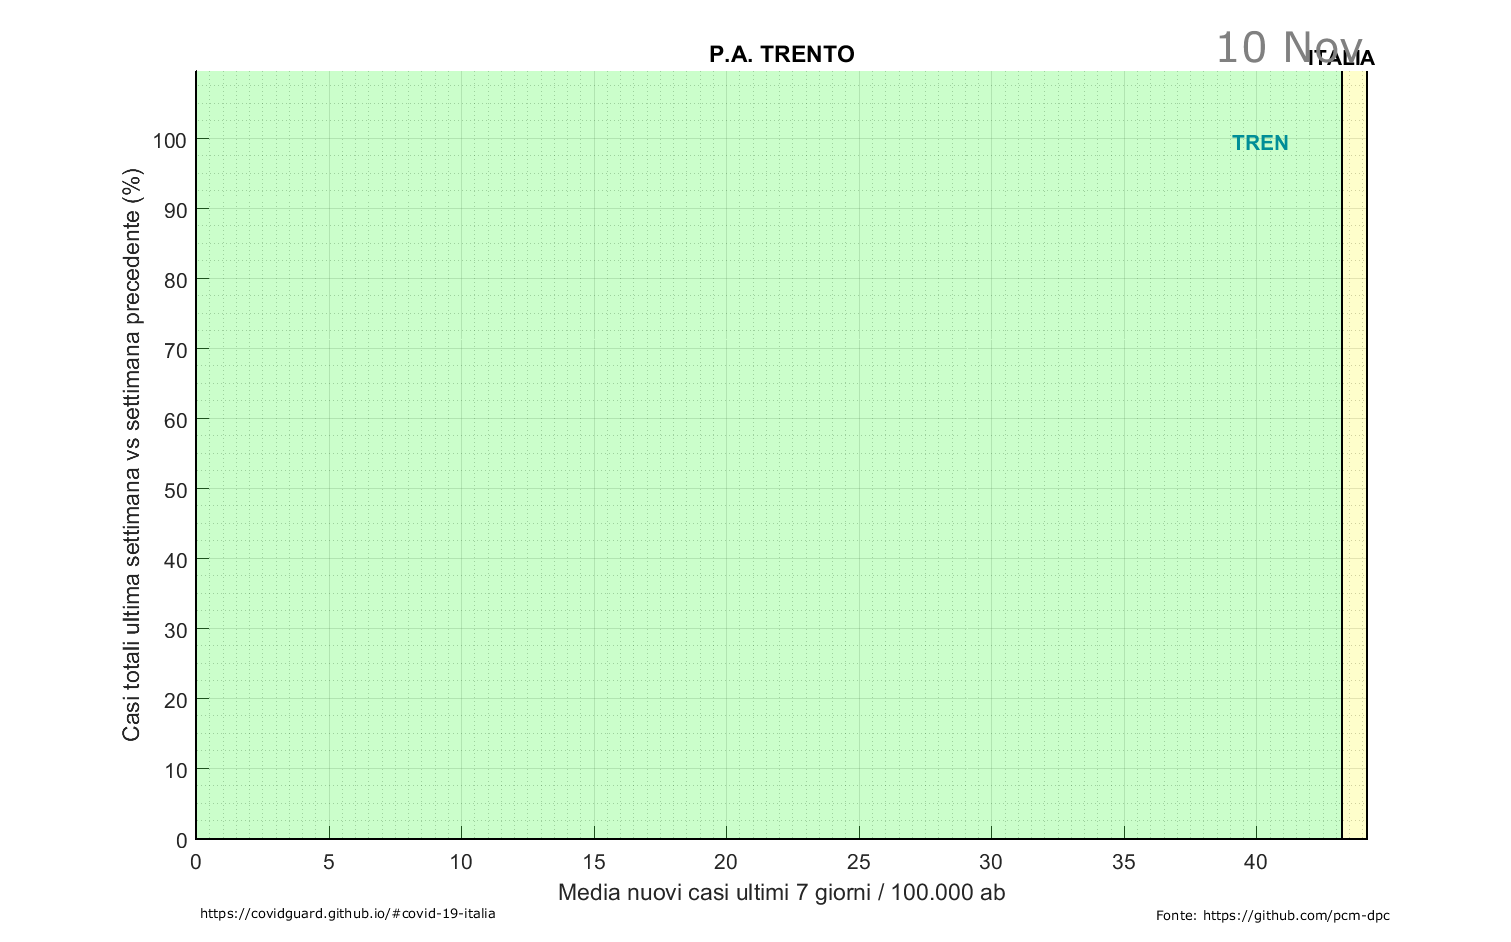 10 Nov
P.A. TRENTO
ITALIA
TREN
Casi totali ultima settimana vs settimana precedente (%)
100
90
80
70
60
50
40
30
20
10
0
0 5 10 15 20 25 30 35 40
Media nuovi casi ultimi 7 giorni / 100.000 ab
https://covidguard.github.io/#covid-19-italia
Fonte: https://github.com/pcm-dpc